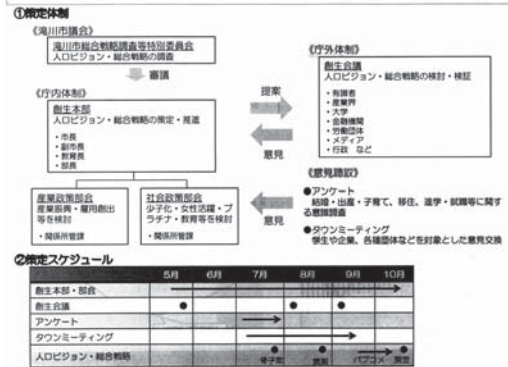 ①策定体制
《滝川市議会》
滝川市総合戦略調査等特別委員会
人口ビジョン・総合戦略の調査
審議
《庁内体制》
創生本部
人口ビジョン・総合戦略の策定・推進
・市長
・副市長
・教育長
・部長
産業政策部会
産業振興・雇用創出
等を検討
・関係所管課
社会政策部会
少子化・女性活躍・プ
ラチナ・教育等を検討
・関係所管課
提案
意見
《庁外体制》
創生会議
人口ビジョン・総合戦略の検討・検証
・有識者
・産業界
・大学
・金融機関
・労働団体
・メディア
・行政 など
意見
《意見聴取》
●アンケート
結婚・出産・子育て、移住、進学・就職等に関す
る意識調査
●タウンミーティング
学生や企業、各種団体などを対象とした意見交換
②策定スケジュール
5月 6月 7月 8月 9月 10月
創生本部・部会
創生会議
アンケート
タウンミーティング
人口ビジョン・総合戦略
骨子案 パブコメ 策定